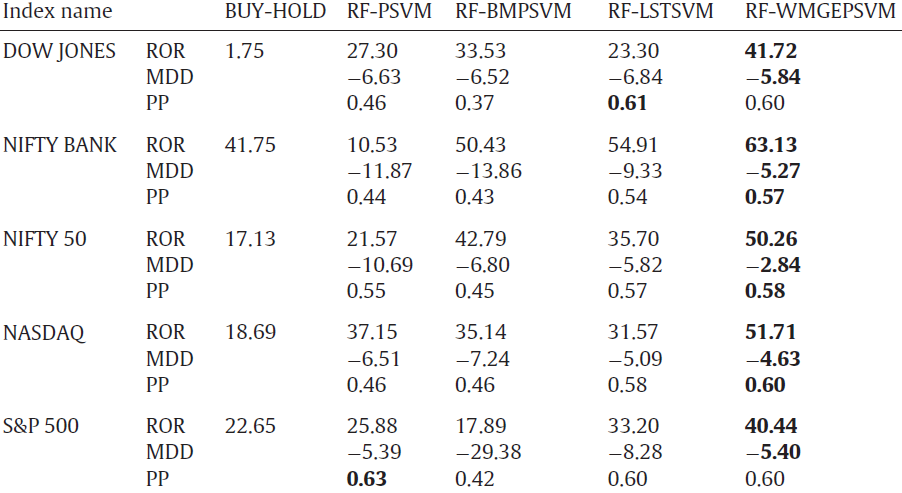 Index name BUY-HOLD RF-PSVM RF-BMPSVM RF-LSTSVM RF-WMGEPSVM
DOW JONES ROR 1.75 27.30 33.53 23.30 41.72
MDD −6.63 −6.52 −6.84 −5.84
PP 0.46 0.37 0.61 0.60
NIFTY BANK ROR 41.75 10.53 50.43 54.91 63.13
MDD −11.87 −13.86 −9.33 −5.27
PP 0.44 0.43 0.54 0.57
NIFTY 50 ROR 17.13 21.57 42.79 35.70 50.26
MDD −10.69 −6.80 −5.82 −2.84
PP 0.55 0.45 0.57 0.58
NASDAQ ROR 18.69 37.15 35.14 31.57 51.71
MDD −6.51 −7.24 −5.09 −4.63
PP 0.46 0.46 0.58 0.60
S&P 500 ROR 22.65 25.88 17.89 33.20 40.44
MDD −5.39 −29.38 −8.28 −5.40
PP 0.63 0.42 0.60 0.60